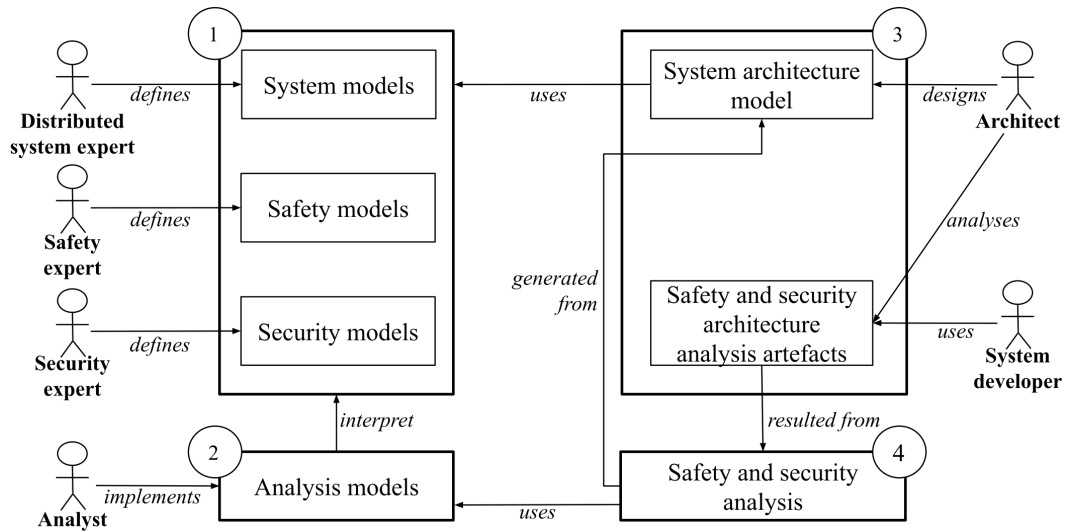 1
3
System models
System architecture
model
defines
uses
designs
Distributed
system expert
Architect
Safety models
defines
Safety
expert
analyses
generated
from
Safety and security
architecture
analysis artefacts
Security models
defines
uses
Security
expert
System
developer
interpret
resulted from
2
4
Analysis models
Safety and security
analysis
implements
uses
Analyst